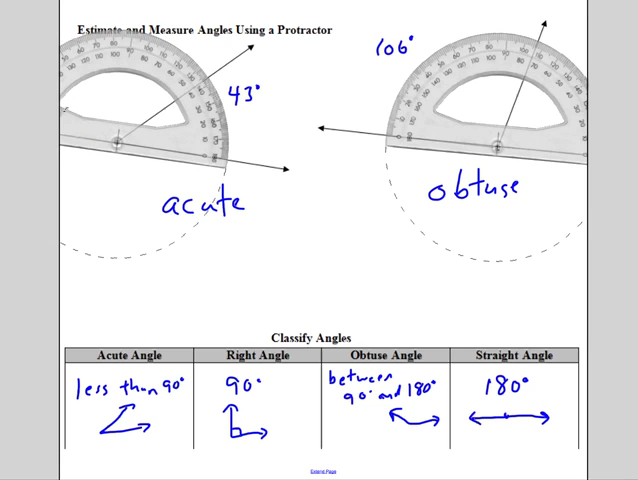 Estimate and Measure Angles Using a Protractor
106°
43°
acute
obtuse
Classify Angles
Acute Angle
Right Angle
Obtuse Angle
Straight Angle
less than 90°
90°
between
90° and 180°
180°
Extend Page